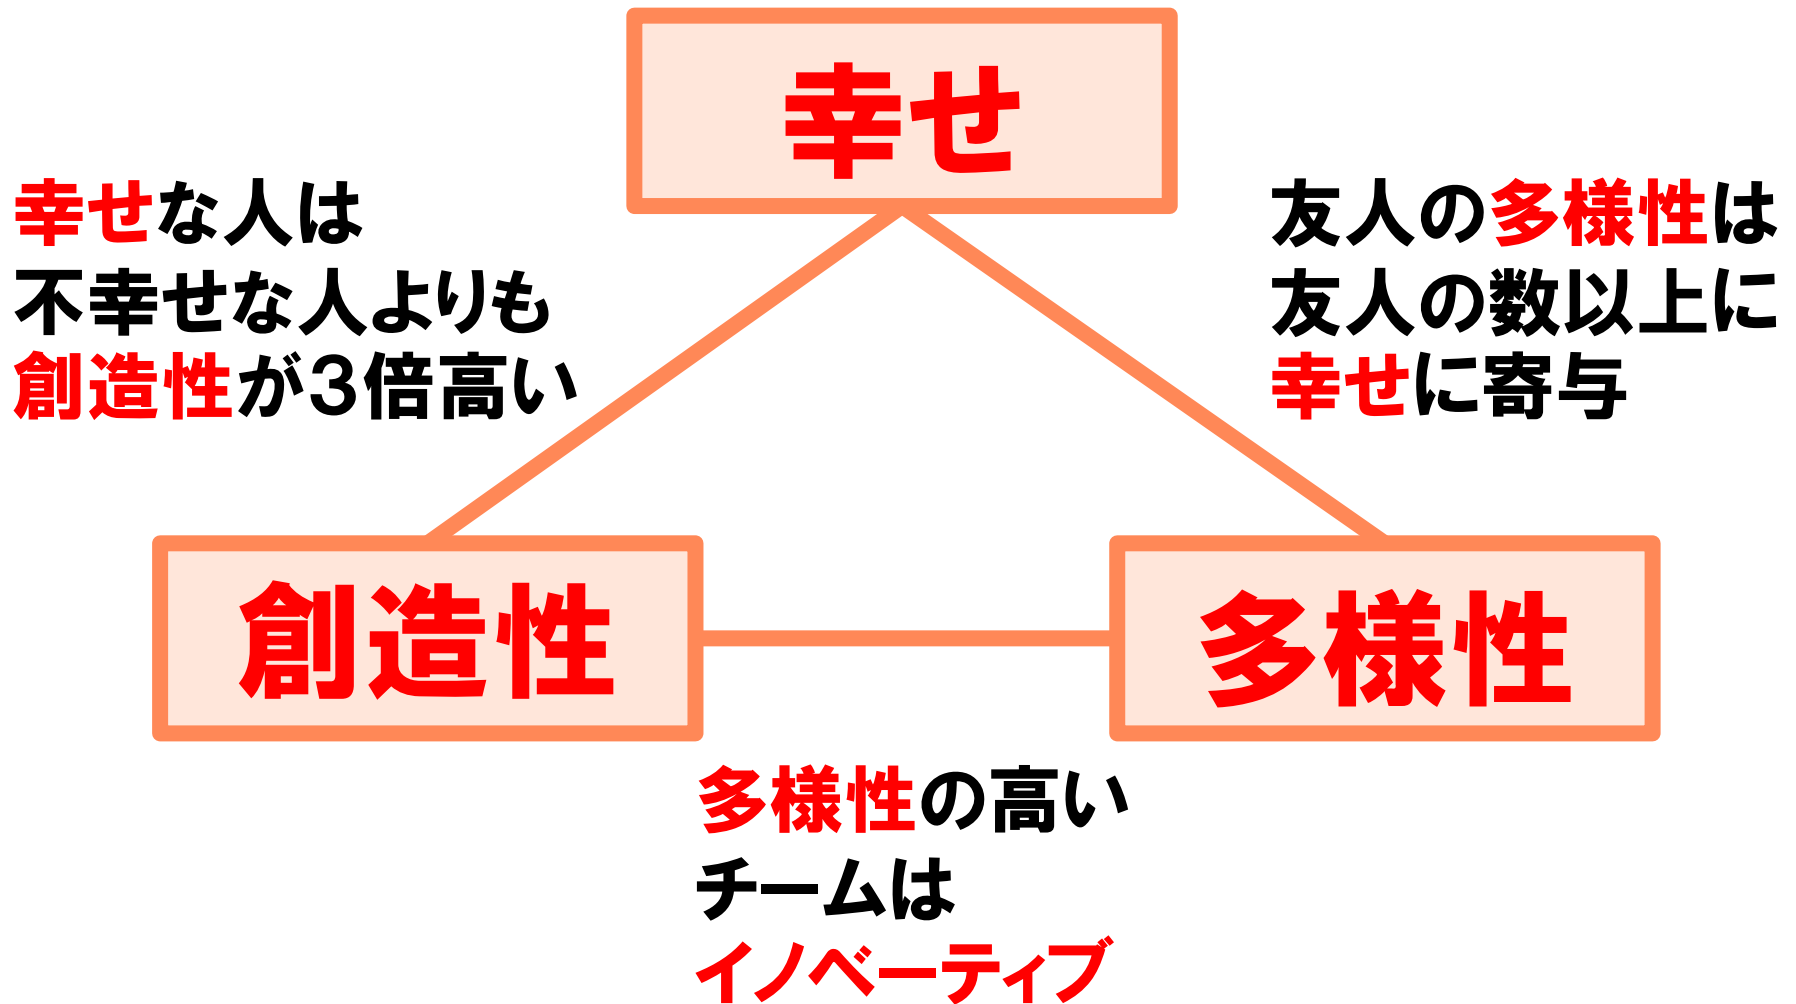 幸せ
幸せな人は
不幸せな人よりも
創造性が３倍高い
友人の多様性は
友人の数以上に
幸せに寄与
創造性
多様性
多様性の高い
チームは
イノベーティブ